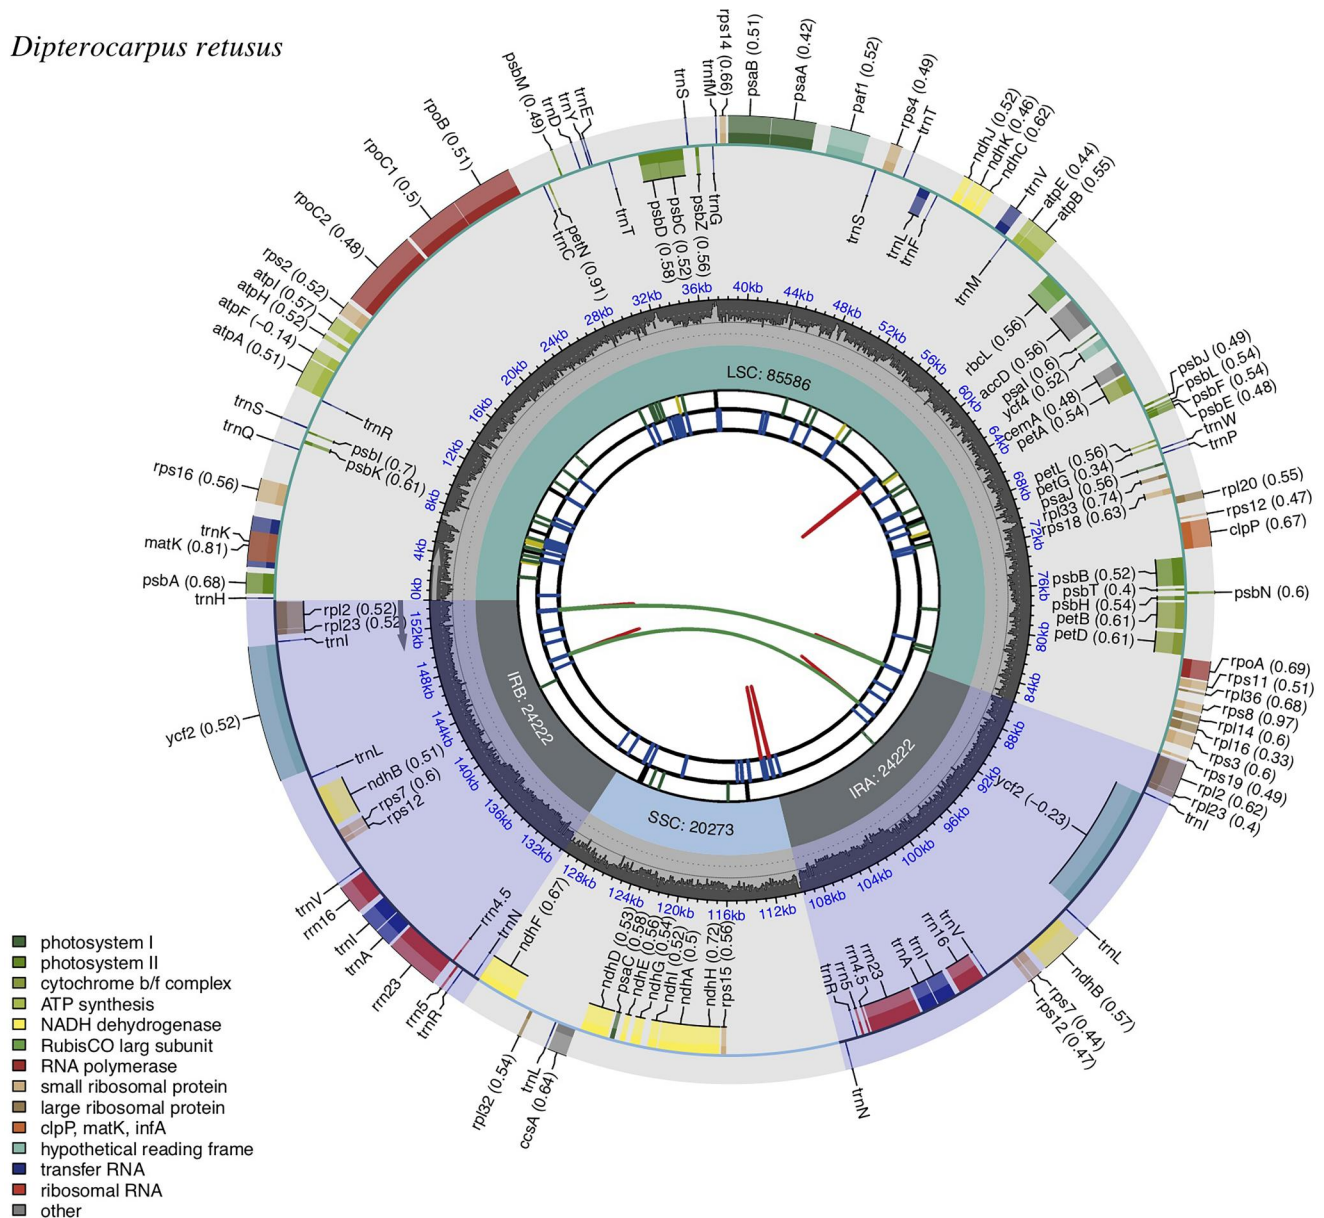 Dipterocarpus retusus
rps14 (0.66)
trnfM
trnS
psaB (0.51)
psaA (0.42)
paf1 (0.52)
rps4 (0.49)
trnT
ndhJ (0.52)
ndhK (0.46)
ndhC (0.62)
trnV
atpE (0.44)
atpB (0.55)
psbM (0.49)
trnD
trnY
trnE
rpoB (0.51)
rpoC1 (0.5)
rpoC2 (0.48)
rps2 (0.52)
atpI (0.57)
atpH (0.52)
atpF (−0.14)
atpA (0.51)
trnS
trnQ
rps16 (0.56)
trnK
matK (0.81)
psbA (0.68)
trnH
trnR
psbI (0.7)
psbK (0.61)
petN (0.91)
trnC
trnT
psbD (0.58)
psbC (0.52)
psbZ (0.56)
trnG
trnS
trnL
trnF
trnM
rbcL (0.56)
accD (0.56)
psaI (0.6)
ycf4 (0.52)
cemA (0.48)
petA (0.54)
psbJ (0.49)
psbL (0.54)
psbF (0.54)
psbE (0.48)
trnW
trnP
petL (0.56)
petG (0.34)
psaJ (0.56)
rpl33 (0.74)
rps18 (0.63)
rpl20 (0.55)
rps12 (0.47)
clpP (0.67)
psbB (0.52)
psbT (0.4)
psbH (0.54)
petB (0.61)
petD (0.61)
psbN (0.6)
rpoA (0.69)
rps11 (0.51)
rpl36 (0.68)
rps8 (0.97)
rpl14 (0.6)
rpl16 (0.33)
rps3 (0.6)
rps19 (0.49)
rpl2 (0.62)
rpl23 (0.4)
trnI
ycf2 (−0.23)
trnL
ndhB (0.57)
rps7 (0.44)
rps12 (0.47)
trnV
rrn16
trnI
trnA
rrn23
rrn4.5
rrn5
trnR
trnN
rps15 (0.56)
ndhH (0.72)
ndhA (0.5)
ndhI (0.52)
ndhG (0.54)
ndhE (0.56)
psaC (0.58)
ndhD (0.53)
ccsA (0.64)
trnL
rpl32 (0.54)
ndhF (0.67)
trnN
trnR
rrn5
rrn4.5
rrn23
trnA
trnI
rrn16
trnV
rps12
rps7 (0.6)
ndhB (0.51)
trnL
ycf2 (0.52)
trnI
rpl23 (0.52)
rpl2 (0.52)
0kb
4kb
8kb
12kb
16kb
20kb
24kb
28kb
32kb
36kb
40kb
44kb
48kb
52kb
56kb
60kb
64kb
68kb
72kb
76kb
80kb
84kb
88kb
92kb
96kb
100kb
104kb
108kb
112kb
116kb
120kb
124kb
128kb
132kb
136kb
140kb
144kb
148kb
152kb
LSC: 85586
IRB: 24222
IRA: 24222
SSC: 20273
photosystem I
photosystem II
cytochrome b/f complex
ATP synthesis
NADH dehydrogenase
RubisCO larg subunit
RNA polymerase
small ribosomal protein
large ribosomal protein
clpP, matK, infA
hypothetical reading frame
transfer RNA
ribosomal RNA
other